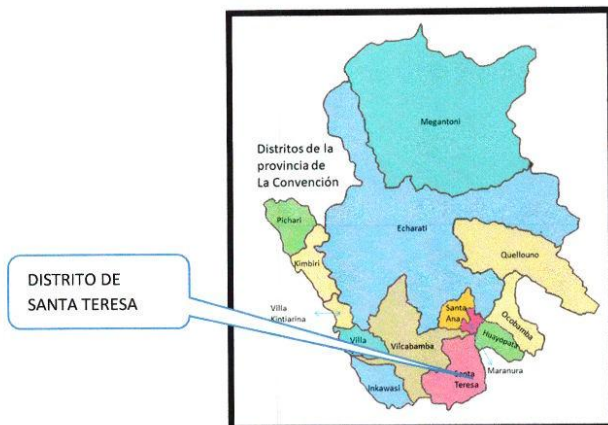 Megantoni
Distritos de la
provincia de
La Convención
Pichari
Echarati
Quellouno
Kimbiri
DISTRITO DE
SANTA TERESA
Villa
Kintiarina
Santa
Ana
Ocobamba
Huayopata
Villa
Vilcabamba
Maranura
Santa
Teresa
Inkawasi